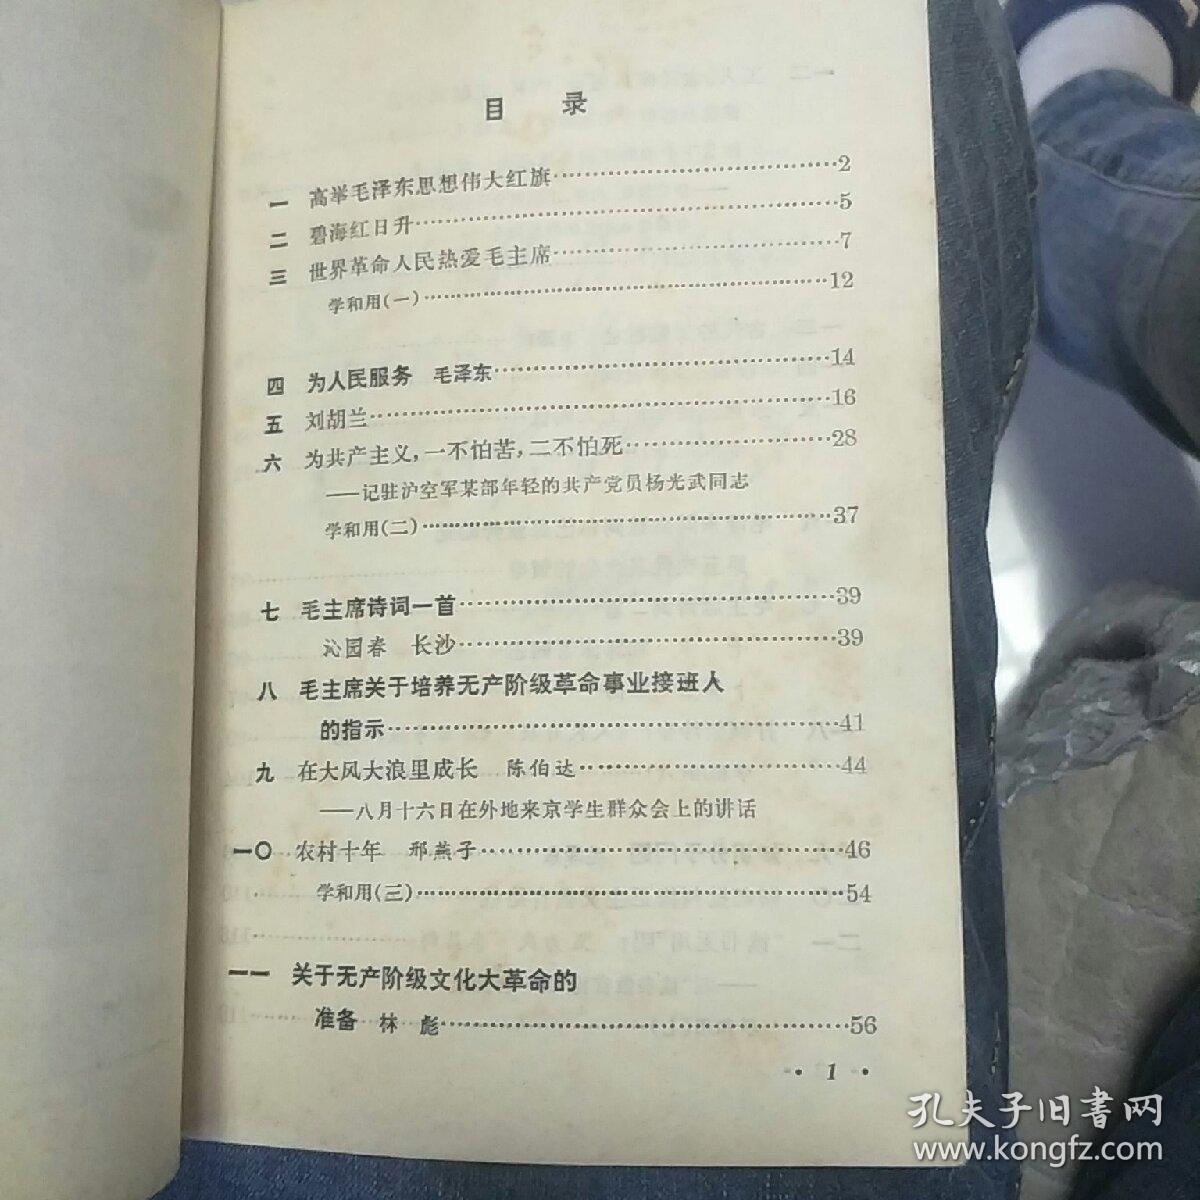 目 录
一 高举毛泽东思想伟大红旗……2
二 碧海红日升……5
三 世界革命人民热爱毛主席……7
学和用(一)……12
四 为人民服务 毛泽东……14
五 刘胡兰……16
六 为共产主义,一不怕苦,二不怕死……28
——记驻沪空军某部年轻的共产党员杨光武同志
学和用(二)……37
七 毛主席诗词一首……39
沁园春 长沙……39
八 毛主席关于培养无产阶级革命事业接班人
的指示……41
九 在大风大浪里成长 陈伯达……44
——八月十六日在外地来京学生群众会上的讲话
一〇 农村十年 邢燕子……46
学和用(三)……54
一一 关于无产阶级文化大革命的
准备 林 彪……56
· 1 ·
孔夫子旧書网
www.kongfz.com